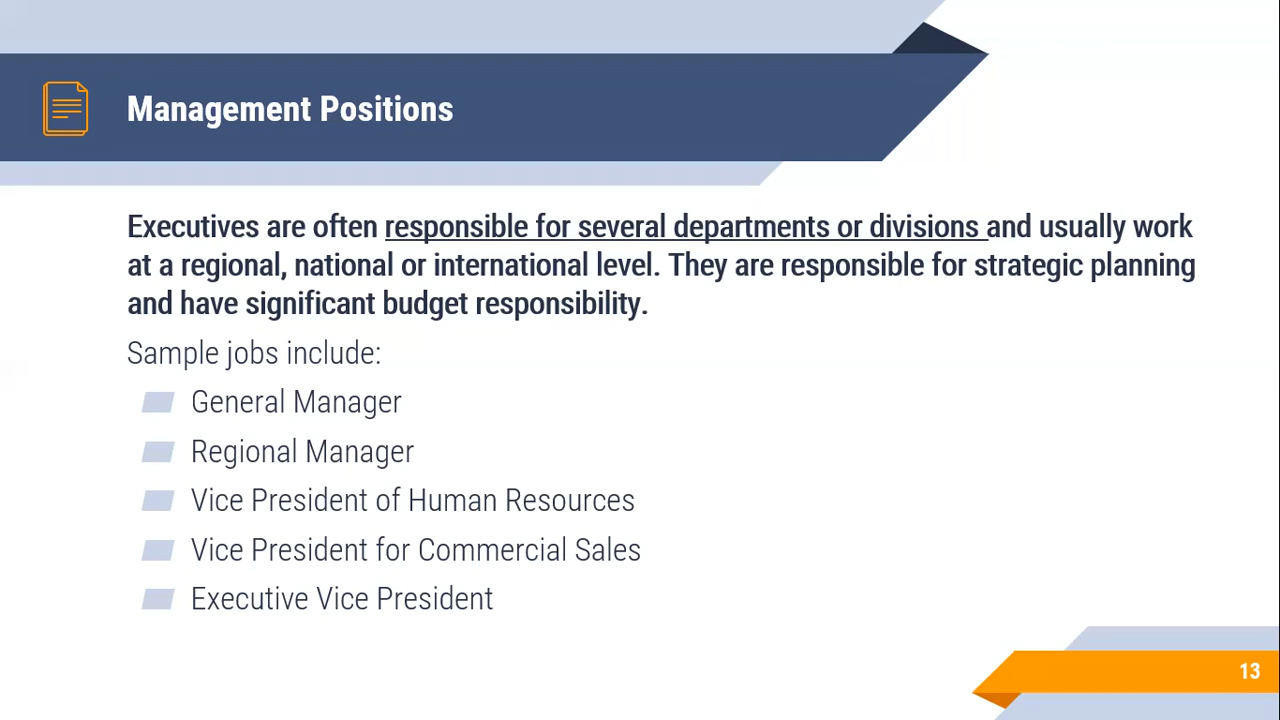 Management Positions
Executives are often responsible for several departments or divisions and usually work
at a regional, national or international level. They are responsible for strategic planning
and have significant budget responsibility.
Sample jobs include:
General Manager
Regional Manager
Vice President of Human Resources
Vice President for Commercial Sales
Executive Vice President
13